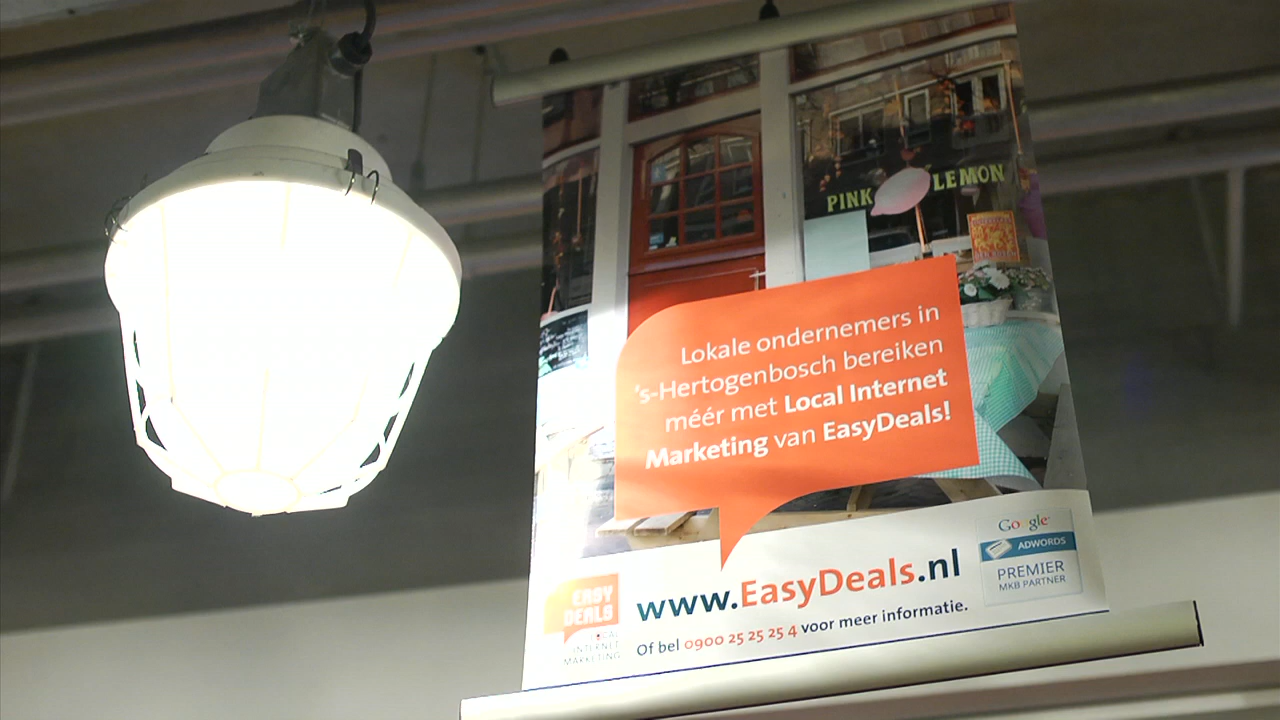 PINK LEMON
Lokale ondernemers in
's-Hertogenbosch bereiken
méér met Local Internet
Marketing van EasyDeals!
www.EasyDeals.nl
Of bel 0900 25 25 25 4 voor meer informatie.
EASY
DEALS
LOCAL
INTERNET
MARKETING
Google
ADWORDS
PREMIER
MKB PARTNER